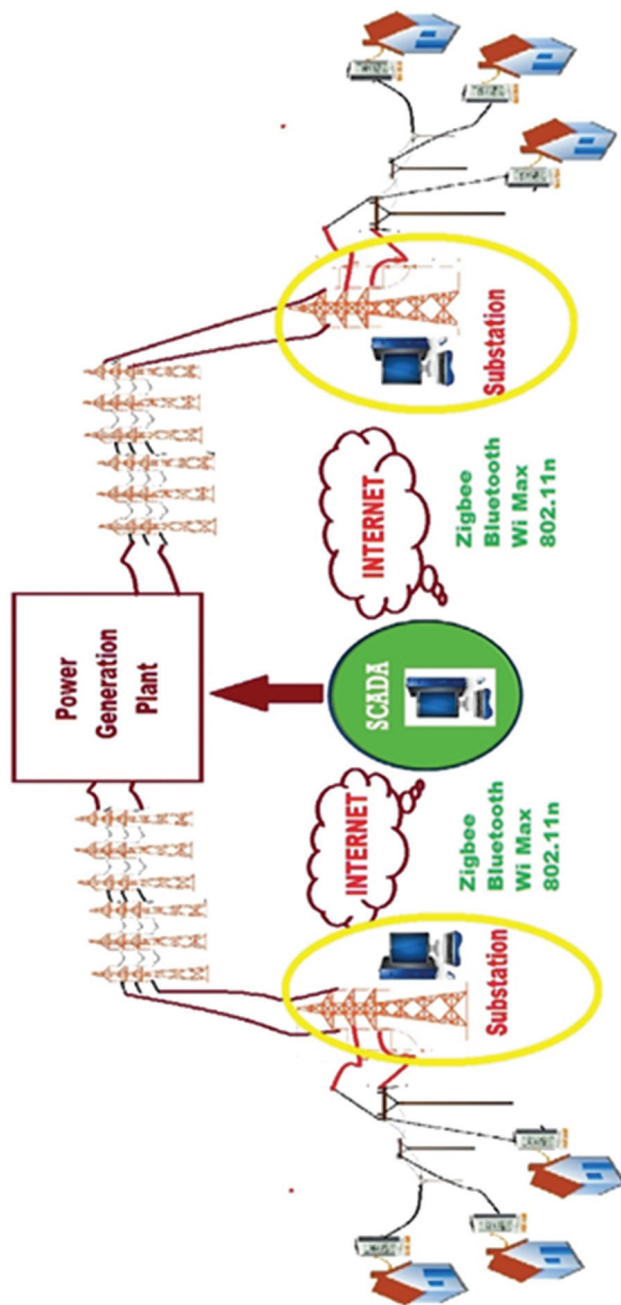 Power
Generation
Plant
INTERNET
SCADA
INTERNET
Substation
Zigbee
Bluetooth
Wi Max
802.11n
Zigbee
Bluetooth
Wi Max
802.11n
Substation